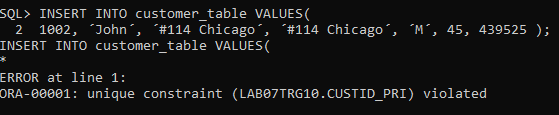 SQL> INSERT INTO customer_table VALUES(
  2  1002, ´John´, ´#114 Chicago´, ´#114 Chicago´, ´M´, 45, 439525 );
INSERT INTO customer_table VALUES(
*
ERROR at line 1:
ORA-00001: unique constraint (LAB07TRG10.CUSTID_PRI) violated